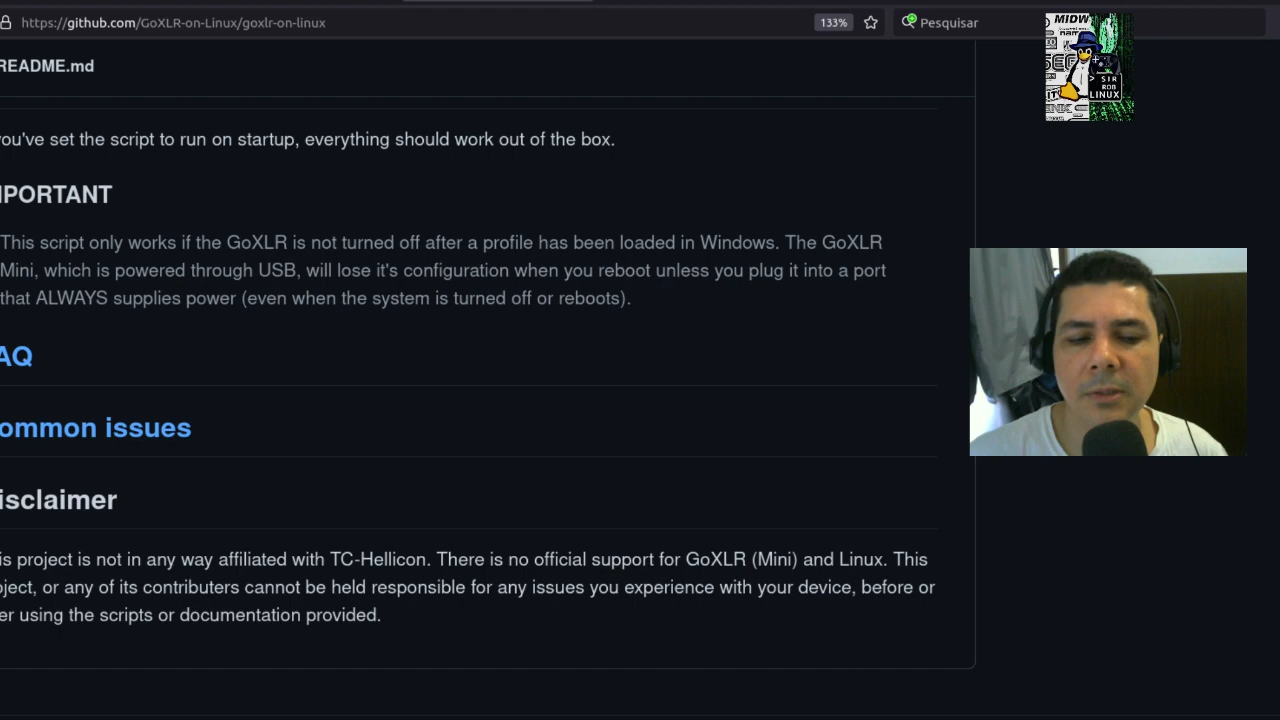 https://github.com/GoXLR-on-Linux/goxlr-on-linux
133%
Pesquisar
README.md
you've set the script to run on startup, everything should work out of the box.
MPORTANT
This script only works if the GoXLR is not turned off after a profile has been loaded in Windows. The GoXLR
Mini, which is powered through USB, will lose it's configuration when you reboot unless you plug it into a port
that ALWAYS supplies power (even when the system is turned off or reboots).
AQ
ommon issues
isclaimer
is project is not in any way affiliated with TC-Hellicon. There is no official support for GoXLR (Mini) and Linux. This
oject, or any of its contributers cannot be held responsible for any issues you experience with your device, before or
er using the scripts or documentation provided.
MIDW
> SIR
ROB
LINUX